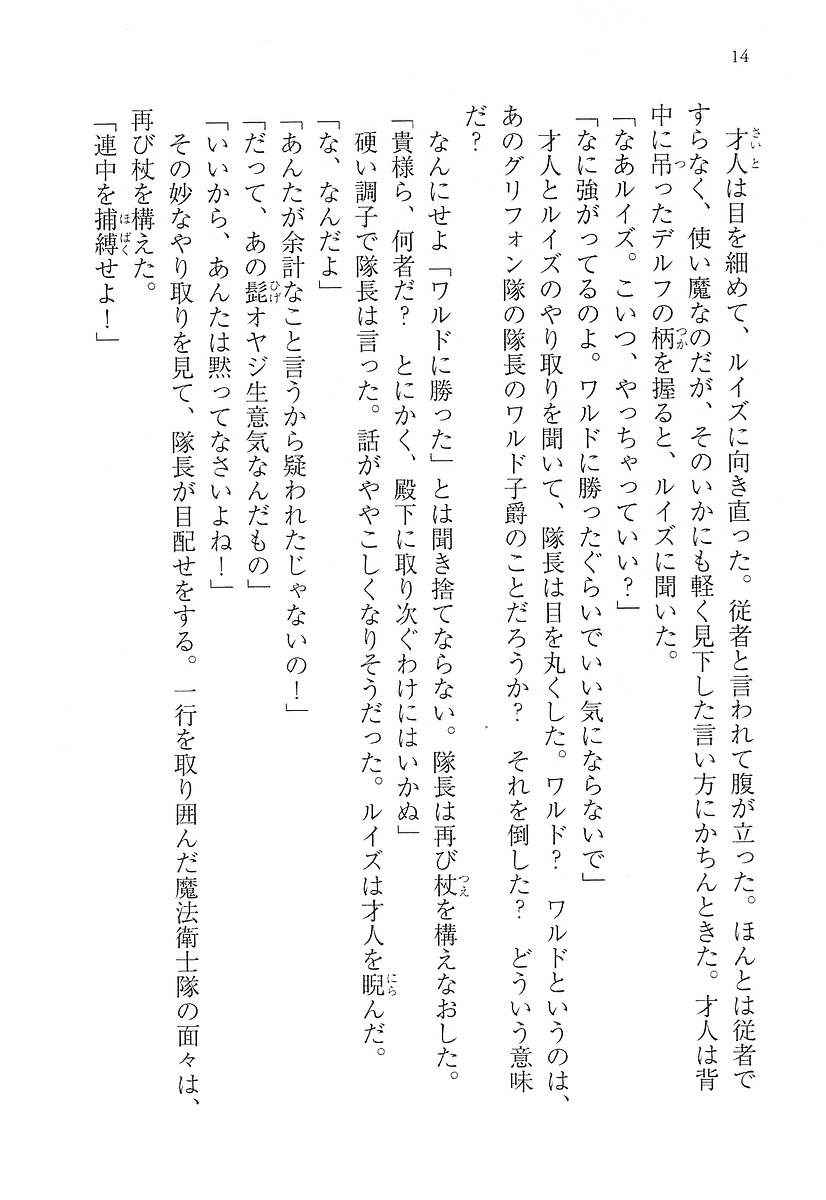 14
才人は目を細めて、ルイズに向き直った。従者と言われて腹が立った。ほんとは従者で
すらなく、使い魔なのだが、そのいかにも軽く見下した言い方にかちんときた。才人は背
中に吊ったデルフの柄を握ると、ルイズに聞いた。
「なあルイズ。こいつ、やっちゃっていい?」
「なに強がってるのよ。ワルドに勝ったぐらいでいい気にならないで」
才人とルイズのやり取りを聞いて、隊長は目を丸くした。ワルド? ワルドというのは、
あのグリフォン隊の隊長のワルド子爵のことだろうか? それを倒した? どういう意味
だ?
なんにせよ「ワルドに勝った」とは聞き捨てならない。隊長は再び杖を構えなおした。
「貴様ら、何者だ? とにかく、殿下に取り次ぐわけにはいかぬ」
硬い調子で隊長は言った。話がややこしくなりそうだった。ルイズは才人を睨んだ。
「な、なんだよ」
「あんたが余計なこと言うから疑われたじゃないの!」
「だって、あの髭オヤジ生意気なんだもの」
「いいから、あんたは黙ってなさいよね!」
その妙なやり取りを見て、隊長が目配せをする。一行を取り囲んだ魔法衛士隊の面々は、
再び杖を構えた。
「連中を捕縛せよ!」